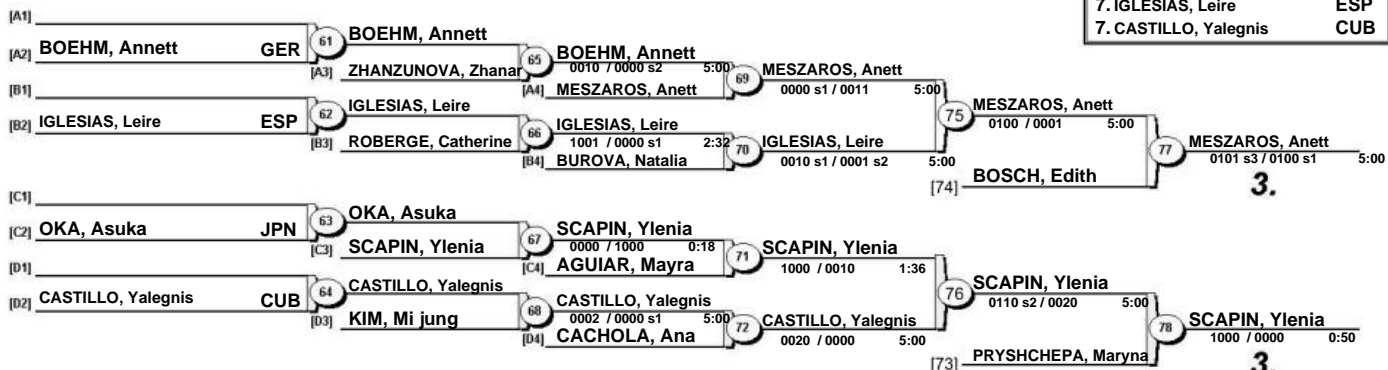 7. IGLESIAS, Leire ESP
7. CASTILLO, Yalegnis CUB
[A1]
[A2] BOEHM, Annett GER
61
BOEHM, Annett
[A3] ZHANZUNOVA, Zhanar
65
BOEHM, Annett
0010 / 0000 s2 5:00
[A4] MESZAROS, Anett
69
MESZAROS, Anett
0000 s1 / 0011 5:00
[B1]
[B2] IGLESIAS, Leire ESP
62
IGLESIAS, Leire
[B3] ROBERGE, Catherine
66
IGLESIAS, Leire
1001 / 0000 s1 2:32
[B4] BUROVA, Natalia
70
IGLESIAS, Leire
0010 s1 / 0001 s2 5:00
75
MESZAROS, Anett
0100 / 0001 5:00
[74] BOSCH, Edith
77
MESZAROS, Anett
0101 s3 / 0100 s1 5:00
3.
[C1]
[C2] OKA, Asuka JPN
63
OKA, Asuka
[C3] SCAPIN, Ylenia
67
SCAPIN, Ylenia
0000 / 1000 0:18
[C4] AGUIAR, Mayra
71
SCAPIN, Ylenia
1000 / 0010 1:36
[D1]
[D2] CASTILLO, Yalegnis CUB
64
CASTILLO, Yalegnis
[D3] KIM, Mi jung
68
CASTILLO, Yalegnis
0002 / 0000 s1 5:00
[D4] CACHOLA, Ana
72
CASTILLO, Yalegnis
0020 / 0000 5:00
76
SCAPIN, Ylenia
0110 s2 / 0020 5:00
[73] PRYSHCHEPA, Maryna
78
SCAPIN, Ylenia
1000 / 0000 0:50
3.